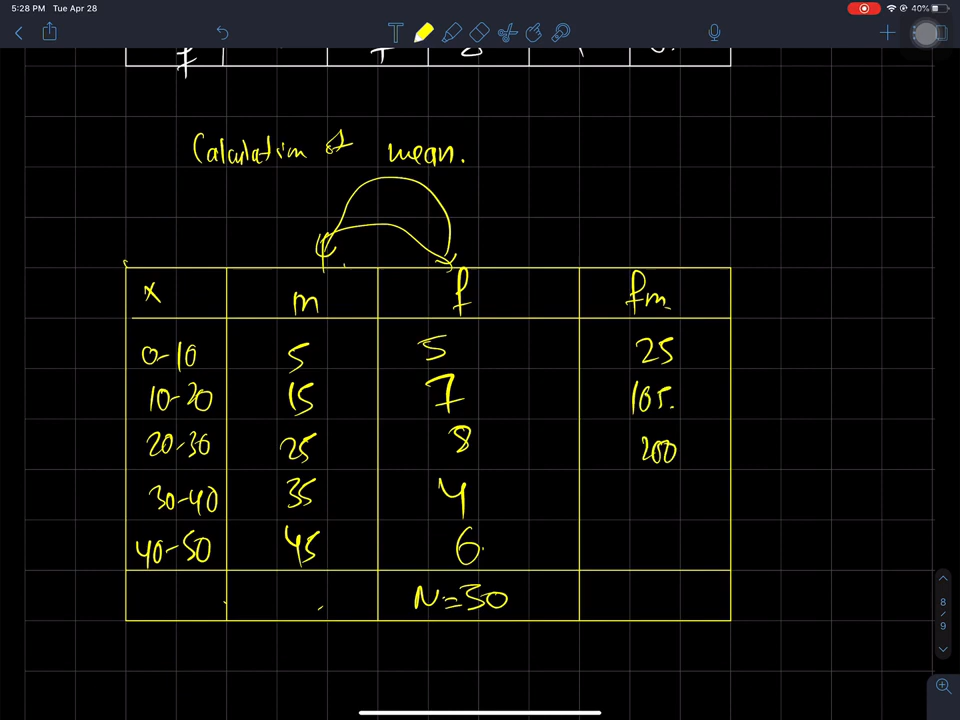 5:28 PM Tue Apr 28
40%
Calculation of mean.
x m f fm
0-10 5 5 25
10-20 15 7 105.
20-30 25 8 200
30-40 35 4
40-50 45 6.
N=30
8
/
9